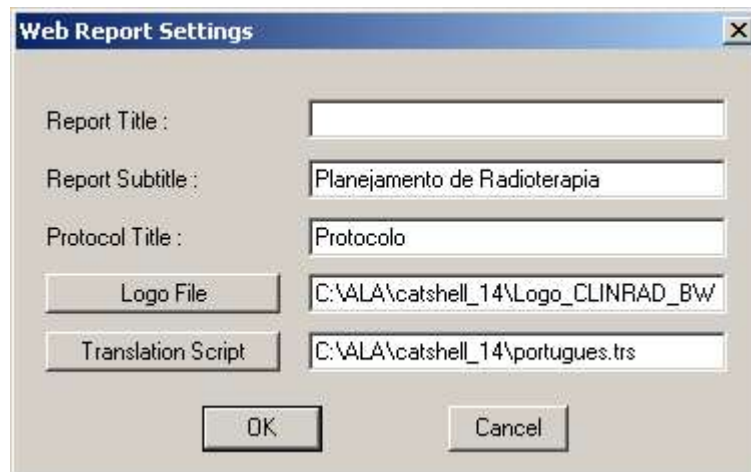 Web Report Settings
Report Title :
Report Subtitle : Planejamento de Radioterapia
Protocol Title : Protocolo
Logo File C:\ALA\catshell_14\Logo_CLINRAD_BW
Translation Script C:\ALA\catshell_14\portugues.trs
OK Cancel